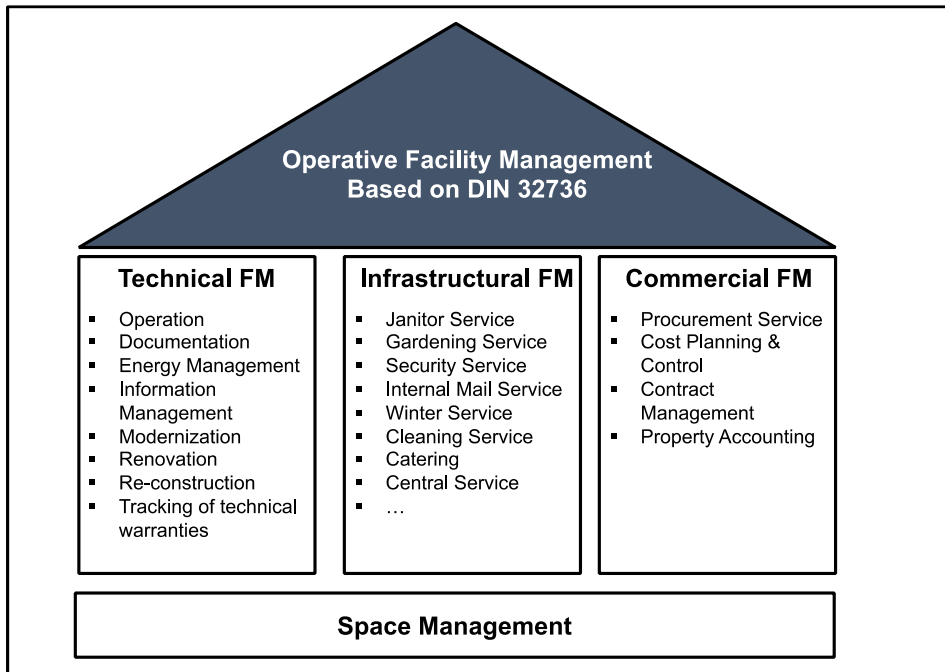 Operative Facility Management
Based on DIN 32736
Technical FM
▪ Operation
▪ Documentation
▪ Energy Management
▪ Information
Management
▪ Modernization
▪ Renovation
▪ Re-construction
▪ Tracking of technical
warranties
Infrastructural FM
▪ Janitor Service
▪ Gardening Service
▪ Security Service
▪ Internal Mail Service
▪ Winter Service
▪ Cleaning Service
▪ Catering
▪ Central Service
▪ …
Commercial FM
▪ Procurement Service
▪ Cost Planning &
Control
▪ Contract
Management
▪ Property Accounting
Space Management